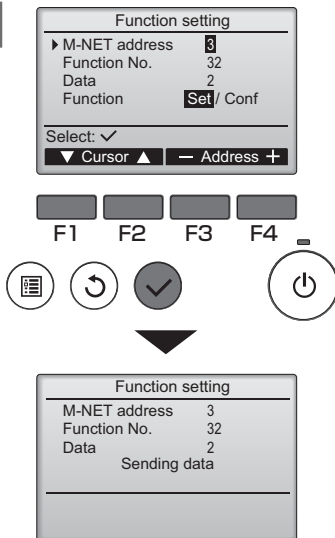 Function setting
M-NET address 3
Function No. 32
Data 2
Function Set / Conf
Select: ✓
▼ Cursor ▲ — Address +
F1 F2 F3 F4
Function setting
M-NET address 3
Function No. 32
Data 2
Sending data